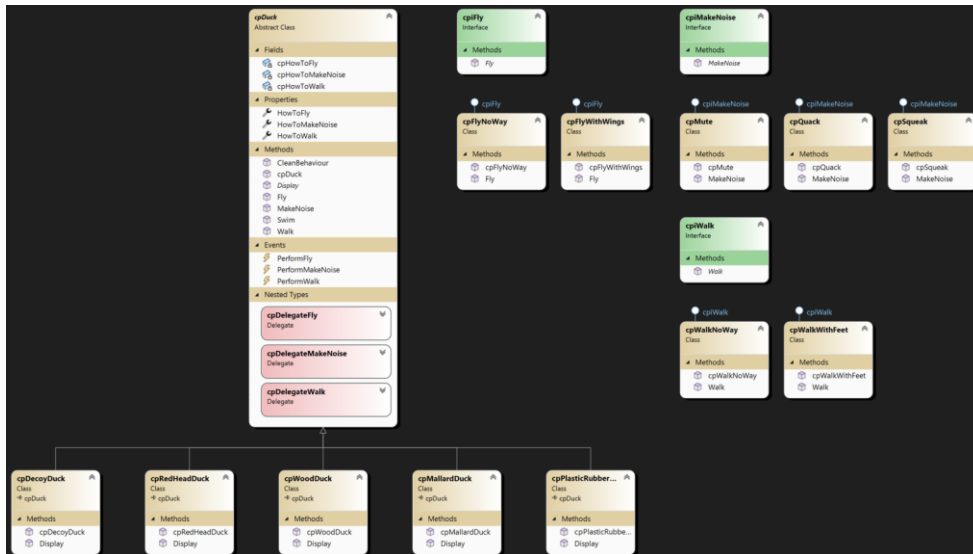 cpDuck
Abstract Class
Fields
cpHowToFly
cpHowToMakeNoise
cpHowToWalk
Properties
HowToFly
HowToMakeNoise
HowToWalk
Methods
CleanBehaviour
cpDuck
Display
Fly
MakeNoise
Swim
Walk
Events
PerformFly
PerformMakeNoise
PerformWalk
Nested Types
cpDelegateFly
Delegate
cpDelegateMakeNoise
Delegate
cpDelegateWalk
Delegate
cpiFly
Interface
Methods
Fly
cpiMakeNoise
Interface
Methods
MakeNoise
cpiFly
cpFlyNoWay
Class
Methods
cpFlyNoWay
Fly
cpiFly
cpFlyWithWings
Class
Methods
cpFlyWithWings
Fly
cpiMakeNoise
cpMute
Class
Methods
cpMute
MakeNoise
cpiMakeNoise
cpQuack
Class
Methods
cpQuack
MakeNoise
cpiMakeNoise
cpSqueak
Class
Methods
cpSqueak
MakeNoise
cpiWalk
Interface
Methods
Walk
cpiWalk
cpWalkNoWay
Class
Methods
cpWalkNoWay
Walk
cpiWalk
cpWalkWithFeet
Class
Methods
cpWalkWithFeet
Walk
cpDecoyDuck
Class
cpDuck
Methods
cpDecoyDuck
Display
cpRedHeadDuck
Class
cpDuck
Methods
cpRedHeadDuck
Display
cpWoodDuck
Class
cpDuck
Methods
cpWoodDuck
Display
cpMallardDuck
Class
cpDuck
Methods
cpMallardDuck
Display
cpPlasticRubber...
Class
cpDuck
Methods
cpPlasticRubbe...
Display